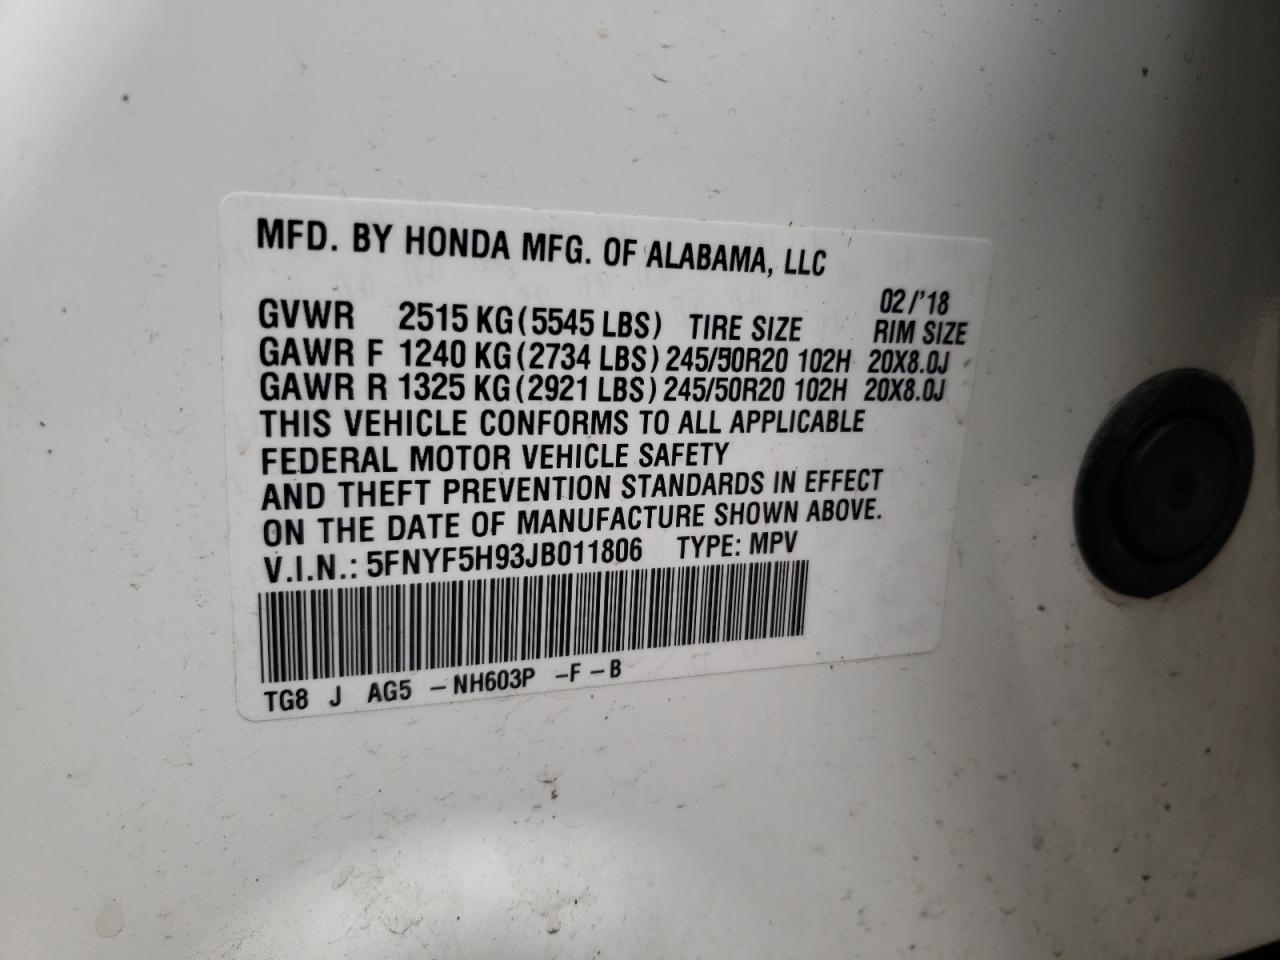 MFD. BY HONDA MFG. OF ALABAMA, LLC
02/'18
GVWR 2515 KG (5545 LBS) TIRE SIZE RIM SIZE
GAWR F 1240 KG (2734 LBS) 245/50R20 102H 20X8.0J
GAWR R 1325 KG (2921 LBS) 245/50R20 102H 20X8.0J
THIS VEHICLE CONFORMS TO ALL APPLICABLE
FEDERAL MOTOR VEHICLE SAFETY
AND THEFT PREVENTION STANDARDS IN EFFECT
ON THE DATE OF MANUFACTURE SHOWN ABOVE.
V.I.N.: 5FNYF5H93JB011806 TYPE: MPV
TG8 J AG5 -NH603P -F -B